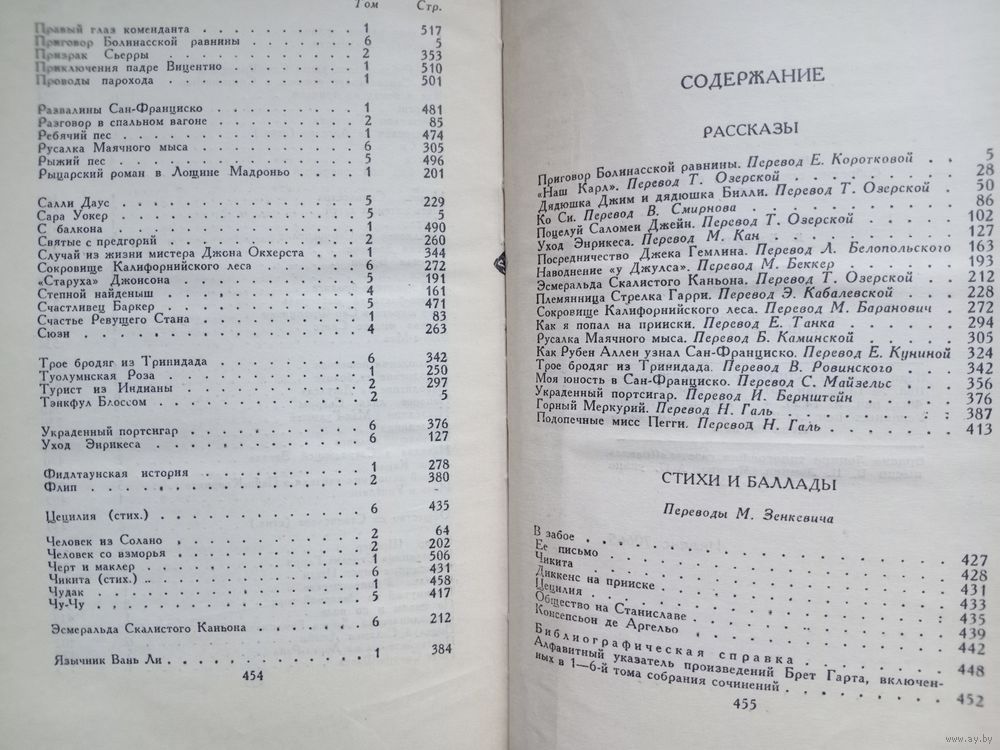 Том Стр.
Правый глаз коменданта . . . . . . . . . . 1 517
Приговор Болинасской равнины . . . . . . . 6 5
Призрак Сьерры . . . . . . . . . . 2 353
Приключения падре Вицентио . . . . . . . . 1 510
Проводы парохода . . . . . . . . . . 1 501
Развалины Сан-Франциско . . . . . . . . . 1 481
Разговор в спальном вагоне . . . . . . . . 2 85
Ребячий пес . . . . . . . . . . 1 474
Русалка Маячного мыса . . . . . . . . . 6 305
Рыжий пес . . . . . . . . . . 5 496
Рыцарский роман в Лощине Мадроньо . . . . . 1 201
Салли Даус . . . . . . . . . . 5 229
Сара Уокер . . . . . . . . . . 5 5
С балкона . . . . . . . . . . 1 490
Святые с предгорий . . . . . . . . . . 2 260
Случай из жизни мистера Джона Окхерста . . . . 1 344
Сокровище Калифорнийского леса . . . . . . . 6 272
«Старуха» Джонсона . . . . . . . . . . 5 191
Степной найденыш . . . . . . . . . . 4 161
Счастливец Баркер . . . . . . . . . . 5 471
Счастье Ревущего Стана . . . . . . . . . 1 83
Сюэн . . . . . . . . . . 4 263
Трое бродяг из Тринидада . . . . . . . . . 6 342
Туолумнская Роза . . . . . . . . . . 1 250
Турист из Индианы . . . . . . . . . . 2 297
Тэнкфул Блоссом . . . . . . . . . . 2 5
Украденный портсигар . . . . . . . . . . 6 376
Уход Энрикеса . . . . . . . . . . 6 127
Фидлтаунская история . . . . . . . . . . 1 278
Флип . . . . . . . . . . 2 380
Цецилия (стих.) . . . . . . . . . . 6 435
Человек из Солано . . . . . . . . . . 2 64
Человек со взморья . . . . . . . . . . 2 202
Черт и маклер . . . . . . . . . . 1 506
Чикита (стих.) . . . . . . . . . . 6 431
Чудак . . . . . . . . . . 1 458
Чу-Чу . . . . . . . . . . 5 417
Эсмеральда Скалистого Каньона . . . . . . . 6 212
Язычник Вань Ли . . . . . . . . . . 1 384
454
СОДЕРЖАНИЕ
РАССКАЗЫ
Приговор Болинасской равнины. Перевод Е. Коротковой . . 5
«Наш Карл». Перевод Т. Озерской . . . . . . . 28
Дядюшка Джим и дядюшка Билли. Перевод Т. Озерской . 50
Ко Си. Перевод В. Смирнова . . . . . . . . 86
Поцелуй Саломеи Джейн. Перевод Т. Озерской . . . . 102
Уход Энрикеса. Перевод М. Кан . . . . . . . 127
Посредничество Джека Гемлина. Перевод Л. Белопольского 163
Наводнение «у Джулса». Перевод М. Беккер . . . . 193
Эсмеральда Скалистого Каньона. Перевод Т. Озерской . . 212
Племянница Стрелка Гарри. Перевод Э. Кабалевской . . 228
Сокровище Калифорнийского леса. Перевод М. Баранович . 272
Как я попал на прииски. Перевод Е. Танка . . . . . 294
Русалка Маячного мыса. Перевод Б. Каминской . . . . 305
Как Рубен Аллен узнал Сан-Франциско. Перевод Е. Куниной 324
Трое бродяг из Тринидада. Перевод В. Ровинского . . . 342
Моя юность в Сан-Франциско. Перевод С. Майзельс . . 356
Украденный портсигар. Перевод И. Бернштейн . . . . 376
Горный Меркурий. Перевод Н. Галь . . . . . . 387
Подопечные мисс Пегги. Перевод Н. Галь . . . . . 413
СТИХИ И БАЛЛАДЫ
Переводы М. Зенкевича
В забое . . . . . . . . . . 427
Ее письмо . . . . . . . . . . 428
Чикита . . . . . . . . . . 431
Диккенс на прииске . . . . . . . . . . 433
Цецилия . . . . . . . . . . 435
Общество на Станиславе . . . . . . . . . 439
Консепсьон де Аргельо . . . . . . . . . 442
Библиографическая справка . . . . . . . 448
Алфавитный указатель произведений Брет Гарта, включен-
ных в 1—6-й тома собрания сочинений . . . . . . 452
455
www.ay.by